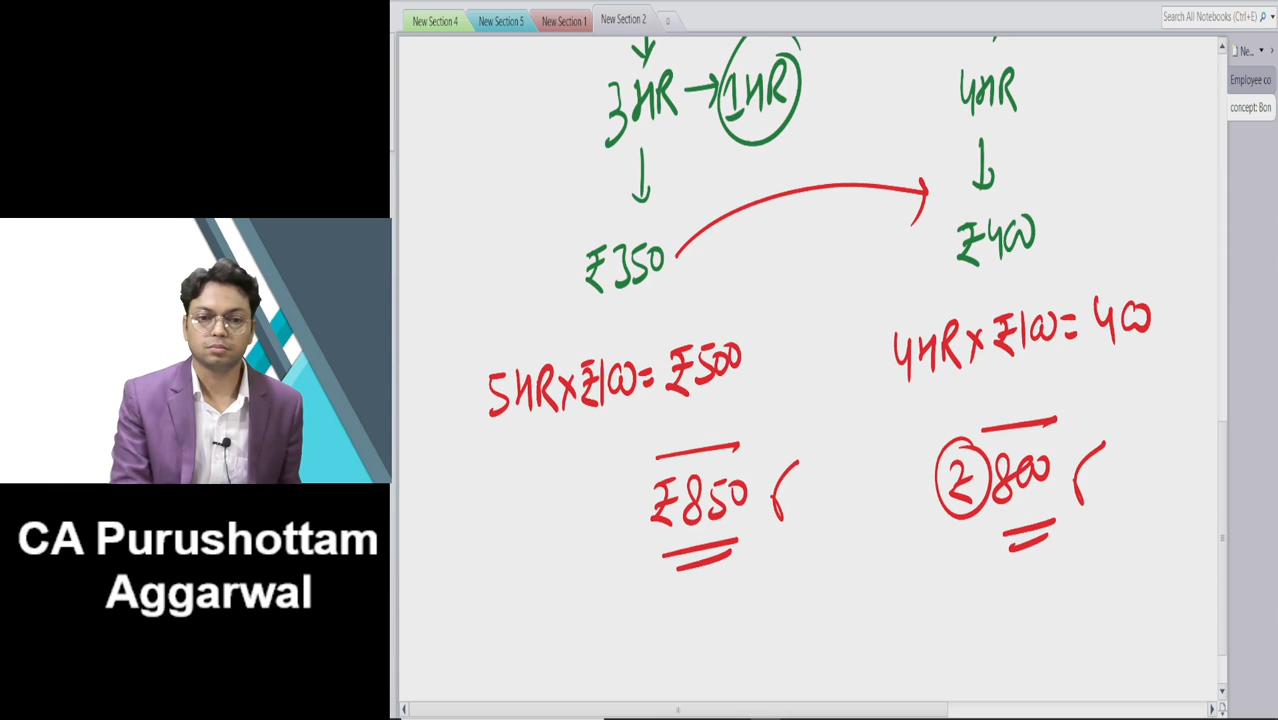 New Section 4
New Section 5
New Section 1
New Section 2
Search All Notebooks (Ctrl+E)
Ne...
Employee co
concept: Bon
3HR → 1HR
4HR
₹350
₹400
5HR x ₹100 = ₹500
4HR x ₹100 = 400
₹850
₹800
CA Purushottam
Aggarwal